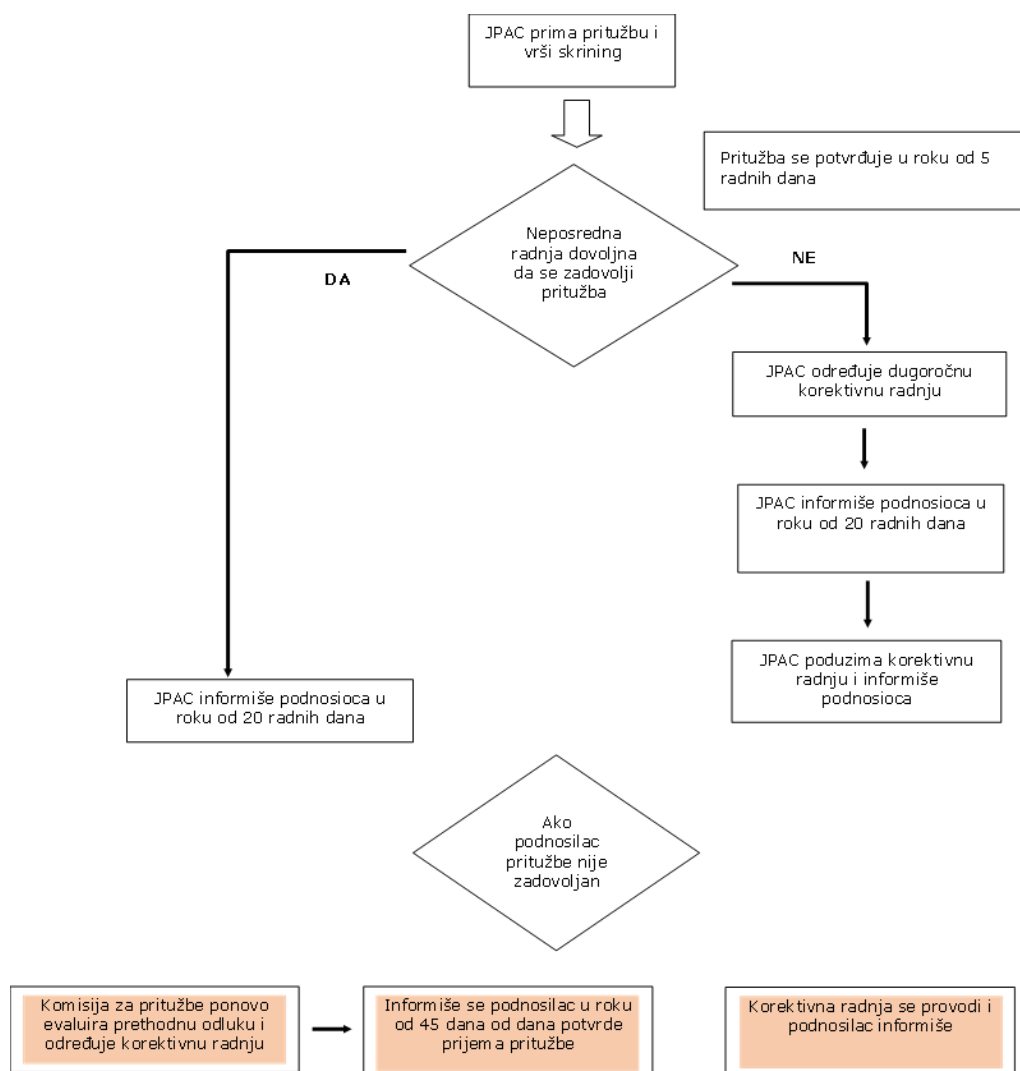 JPAC prima pritužbu i
vrši skrining
Pritužba se potvrđuje u roku od 5
radnih dana
Neposredna
radnja dovoljna
da se zadovolji
pritužba
DA
NE
JPAC određuje dugoročnu
korektivnu radnju
JPAC informiše podnosioca u
roku od 20 radnih dana
JPAC poduzima korektivnu
radnju i informiše
podnosioca
JPAC informiše podnosioca u
roku od 20 radnih dana
Ako
podnosilac
pritužbe nije
zadovoljan
Komisija za pritužbe ponovo
evaluira prethodnu odluku i
određuje korektivnu radnju
Informiše se podnosilac u roku
od 45 dana od dana potvrde
prijema pritužbe
Korektivna radnja se provodi i
podnosilac informiše